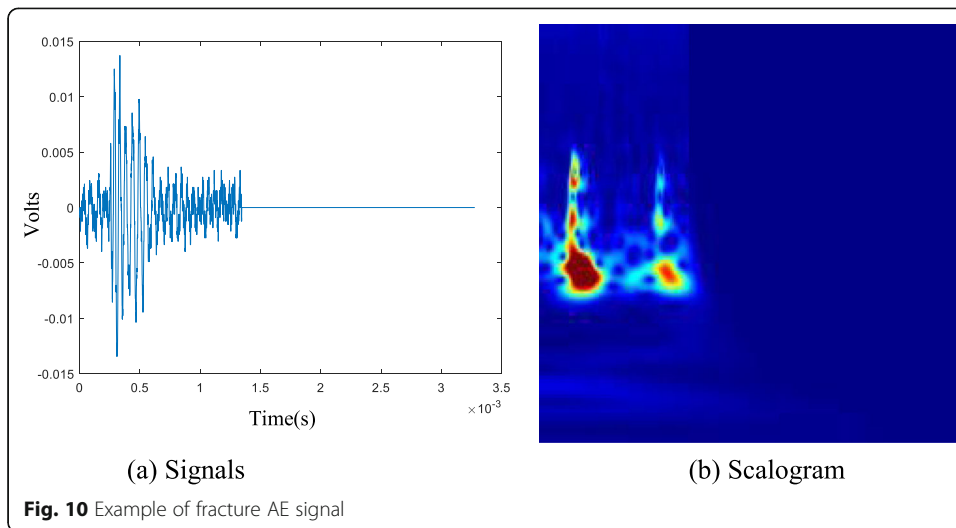 0.015
0.01
0.005
0
-0.005
-0.01
-0.015
Volts
0 0.5 1 1.5 2 2.5 3 3.5
×10⁻³
Time(s)
(a) Signals
(b) Scalogram
Fig. 10 Example of fracture AE signal